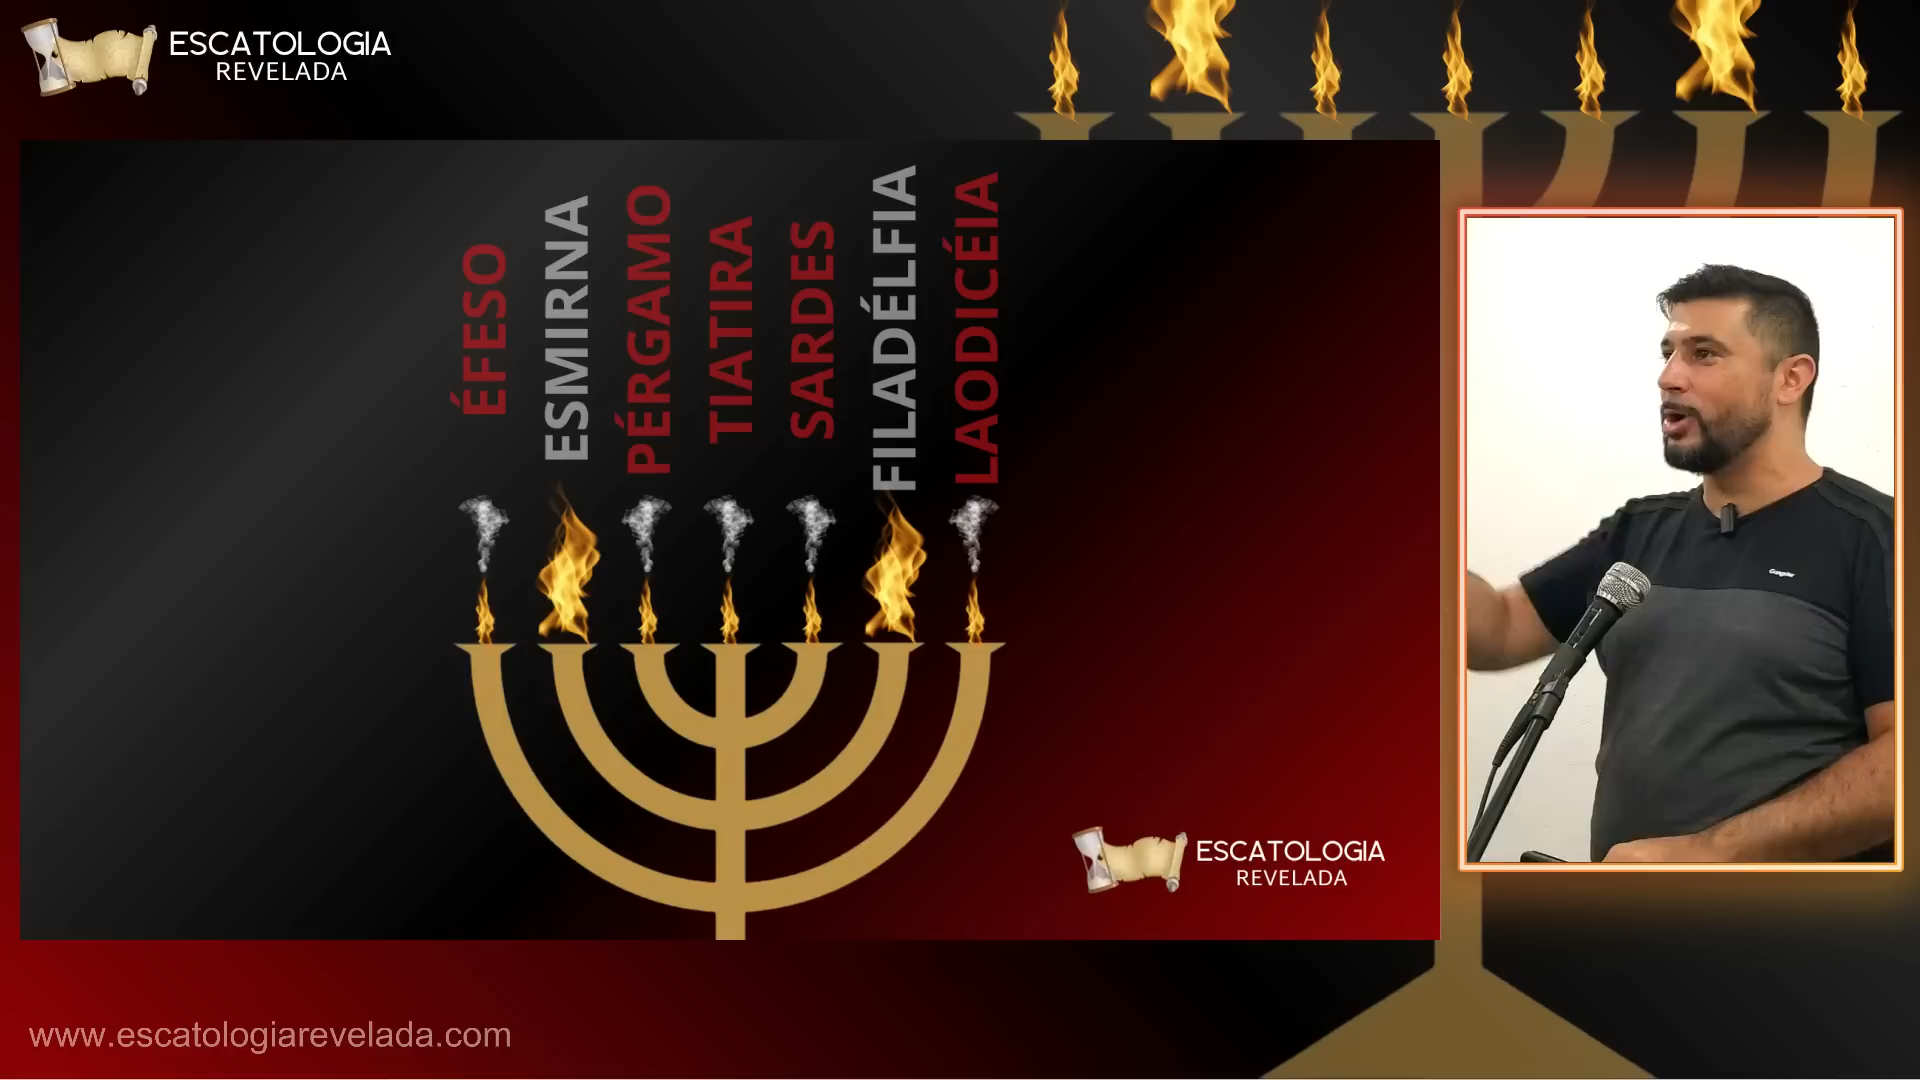 ESCATOLOGIA
REVELADA
ÉFESO
ESMIRNA
PÉRGAMO
TIATIRA
SARDES
FILADÉLFIA
LAODICÉIA
ESCATOLOGIA
REVELADA
www.escatologiarevelada.com